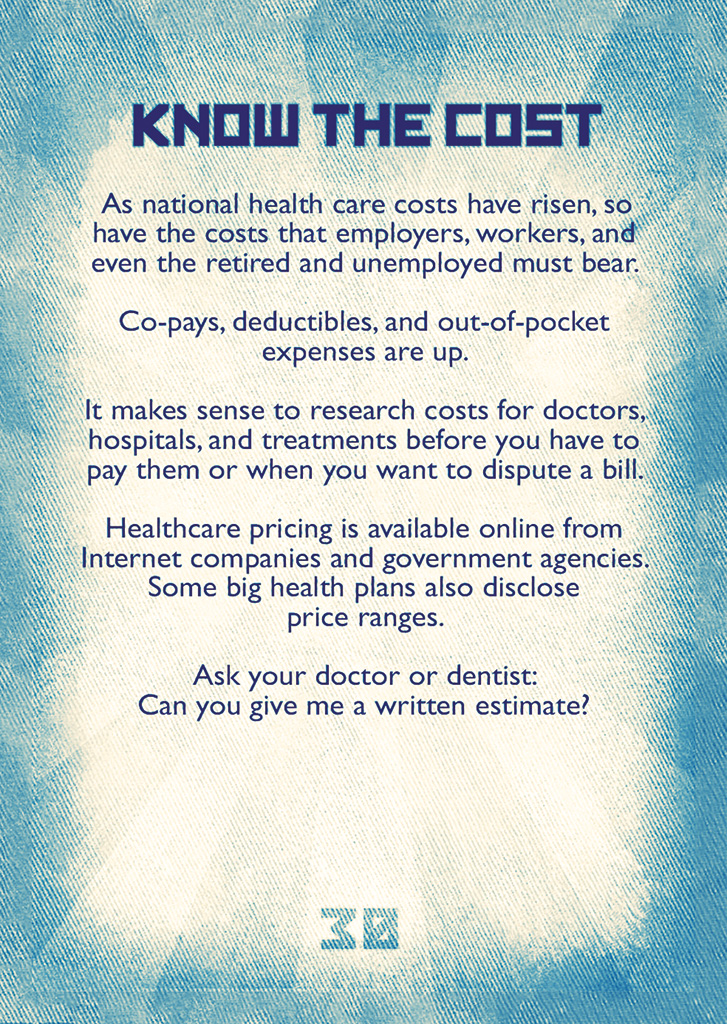 KNOW THE COST
As national health care costs have risen, so
have the costs that employers, workers, and
even the retired and unemployed must bear.
Co-pays, deductibles, and out-of-pocket
expenses are up.
It makes sense to research costs for doctors,
hospitals, and treatments before you have to
pay them or when you want to dispute a bill.
Healthcare pricing is available online from
Internet companies and government agencies.
Some big health plans also disclose
price ranges.
Ask your doctor or dentist:
Can you give me a written estimate?
30